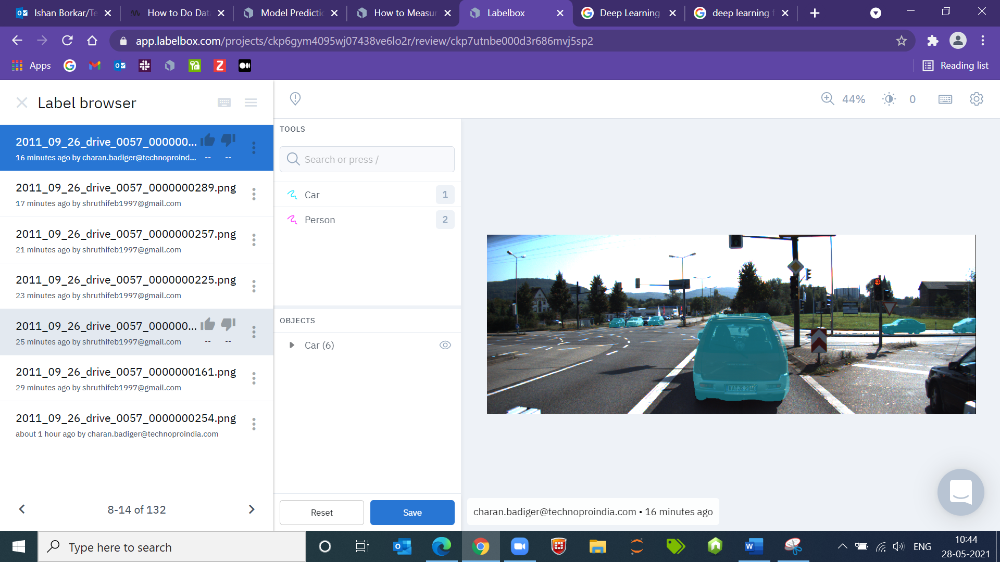 Ishan Borkar/Te
How to Do Dat
Model Predictio
How to Measur
Labelbox
Deep Learning
deep learning f
app.labelbox.com/projects/ckp6gym4095wj07438ve6lo2r/review/ckp7utnbe000d3r686mvj5sp2
Apps
Reading list
Label browser
44%
0
2011_09_26_drive_0057_000000...
16 minutes ago by charan.badiger@technoproind...
-- --
2011_09_26_drive_0057_0000000289.png
17 minutes ago by shruthifeb1997@gmail.com
2011_09_26_drive_0057_0000000257.png
21 minutes ago by shruthifeb1997@gmail.com
2011_09_26_drive_0057_0000000225.png
23 minutes ago by shruthifeb1997@gmail.com
2011_09_26_drive_0057_000000...
25 minutes ago by shruthifeb1997@gmail.com
-- --
2011_09_26_drive_0057_0000000161.png
29 minutes ago by shruthifeb1997@gmail.com
2011_09_26_drive_0057_0000000254.png
about 1 hour ago by charan.badiger@technoproindia.com
8-14 of 132
TOOLS
Search or press /
Car 1
Person 2
OBJECTS
Car (6)
Reset
Save
KA JS 2040
charan.badiger@technoproindia.com • 16 minutes ago
Type here to search
ENG
10:44
28-05-2021